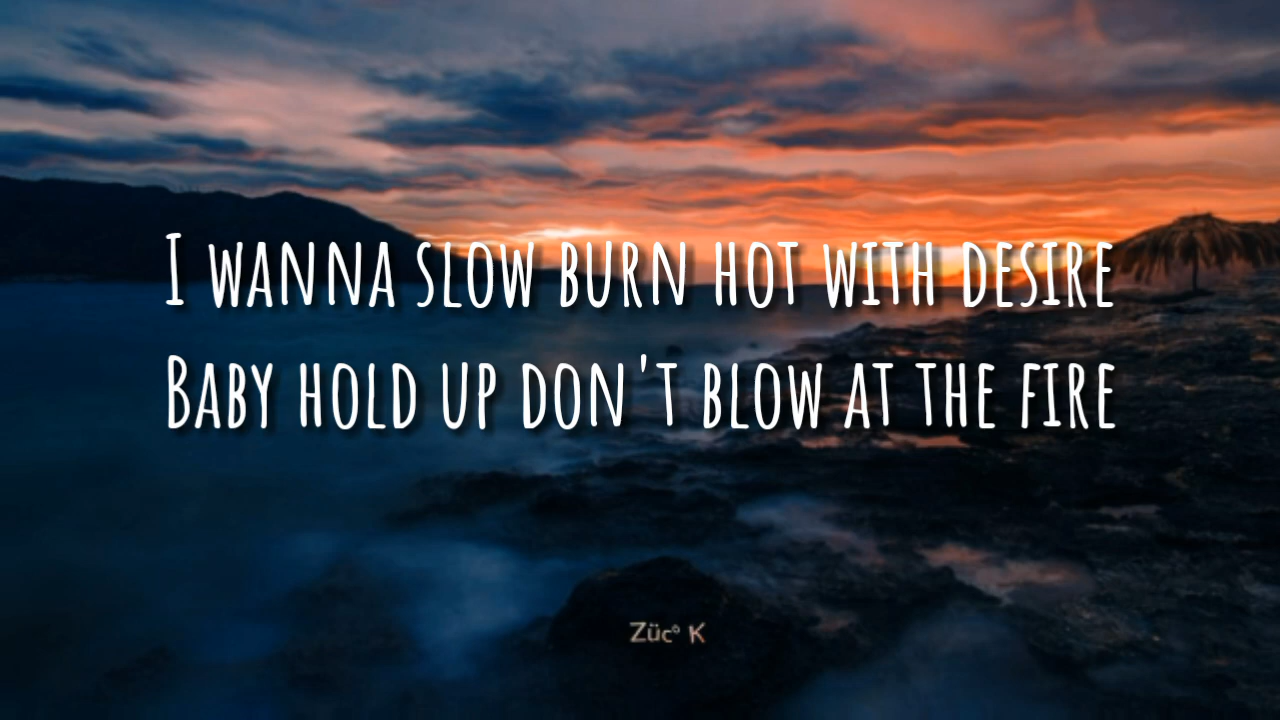 I wanna slow burn hot with desire
Baby hold up don't blow at the fire
Züc° K